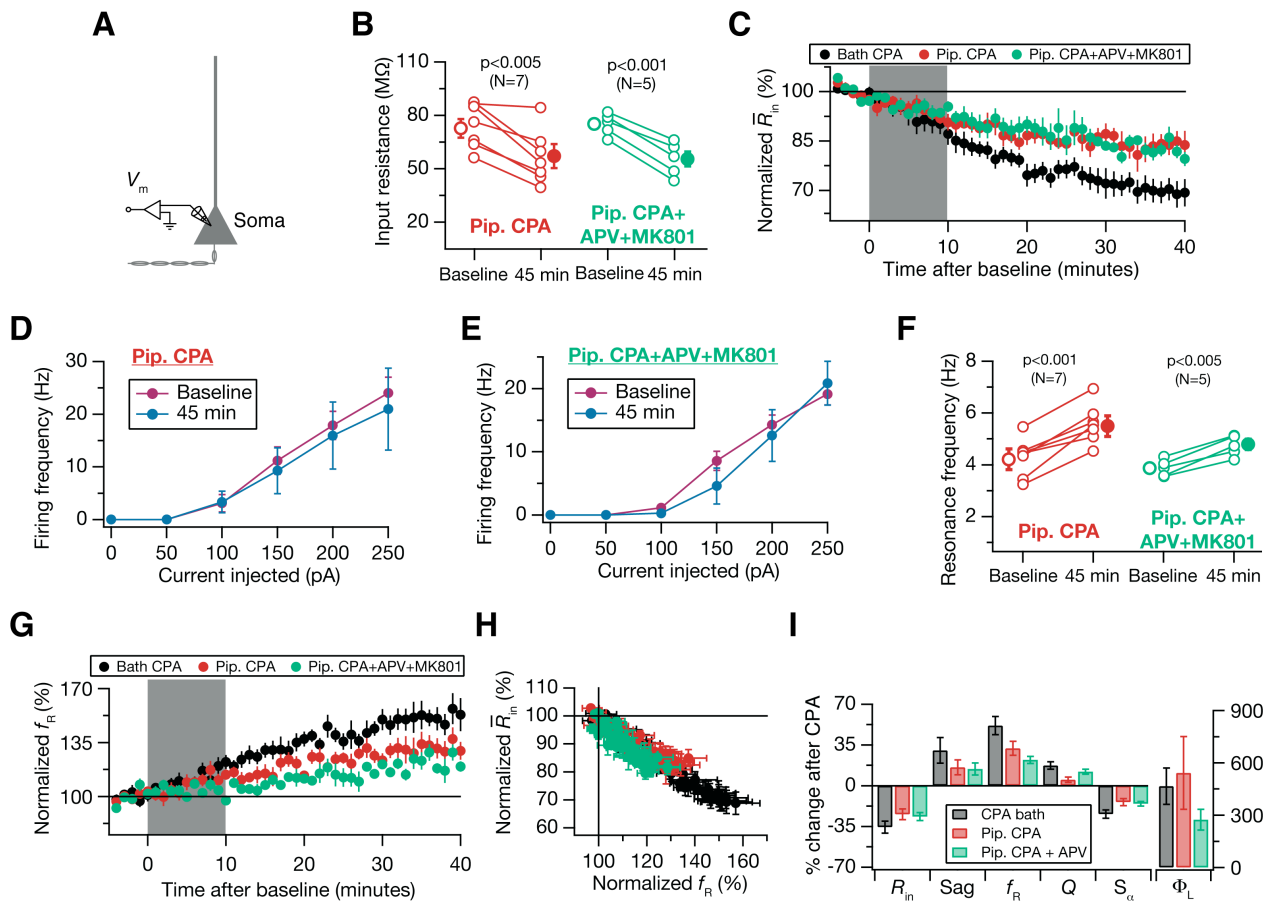 A
V
m
Soma
B
Input resistance (MΩ)
110
80
50
20
p<0.005
(N=7)
p<0.001
(N=5)
Pip. CPA
Pip. CPA+
APV+MK801
Baseline 45 min Baseline 45 min
C
Bath CPA Pip. CPA Pip. CPA+APV+MK801
Normalized R̅in (%)
100
85
70
0 10 20 30 40
Time after baseline (minutes)
D
Pip. CPA
Baseline
45 min
Firing frequency (Hz)
30
20
10
0
0 50 100 150 200 250
Current injected (pA)
E
Pip. CPA+APV+MK801
Baseline
45 min
Firing frequency (Hz)
20
10
0
0 50 100 150 200 250
Current injected (pA)
F
Resonance frequency (Hz)
8
6
4
2
p<0.001
(N=7)
p<0.005
(N=5)
Pip. CPA
Pip. CPA+
APV+MK801
Baseline 45 min Baseline 45 min
G
Bath CPA Pip. CPA Pip. CPA+APV+MK801
Normalized fR (%)
170
135
100
0 10 20 30 40
Time after baseline (minutes)
H
Normalized R̅in (%)
110
100
90
80
70
60
100 120 140 160
Normalized fR (%)
I
% change after CPA
70
35
0
-35
-70
900
600
300
0
CPA bath
Pip. CPA
Pip. CPA + APV
Rin Sag fR Q Sα ΦL